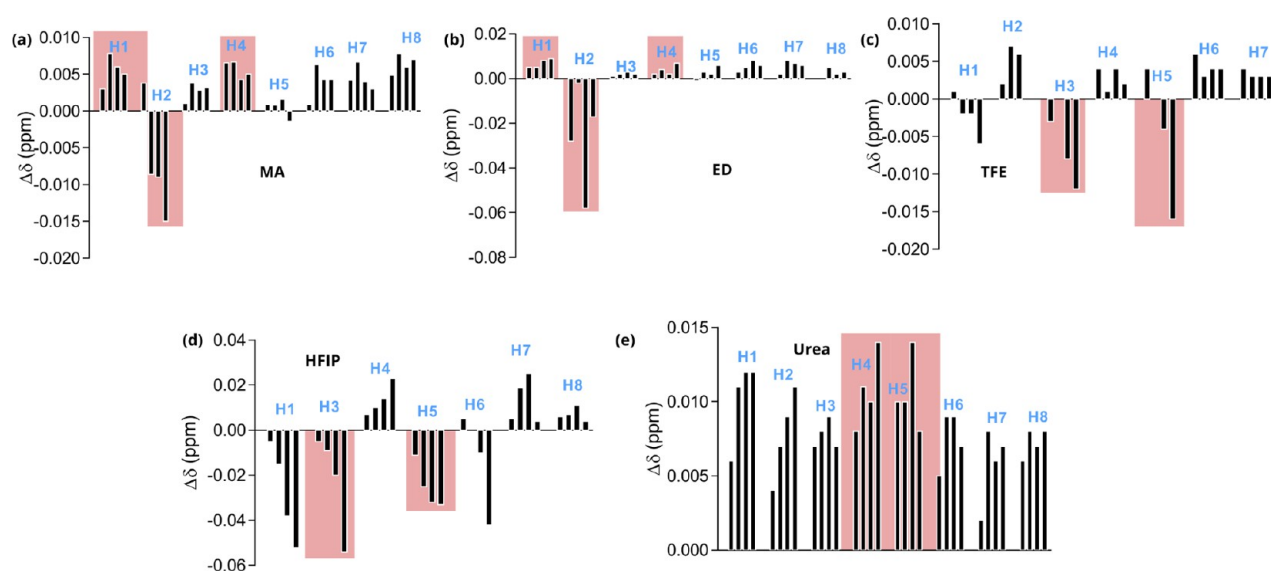 (a)
Δδ (ppm)
0.010
0.005
0.000
-0.005
-0.010
-0.015
-0.020
H1
H2
H3
H4
H5
H6
H7
H8
MA
(b)
Δδ (ppm)
0.02
0.00
-0.02
-0.04
-0.06
-0.08
H1
H2
H3
H4
H5
H6
H7
H8
ED
(c)
Δδ (ppm)
0.010
0.005
0.000
-0.005
-0.010
-0.015
-0.020
H1
H2
H3
H4
H5
H6
H7
TFE
(d)
Δδ (ppm)
0.04
0.02
0.00
-0.02
-0.04
-0.06
HFIP
H1
H3
H4
H5
H6
H7
H8
(e)
Δδ (ppm)
0.015
0.010
0.005
0.000
Urea
H1
H2
H3
H4
H5
H6
H7
H8